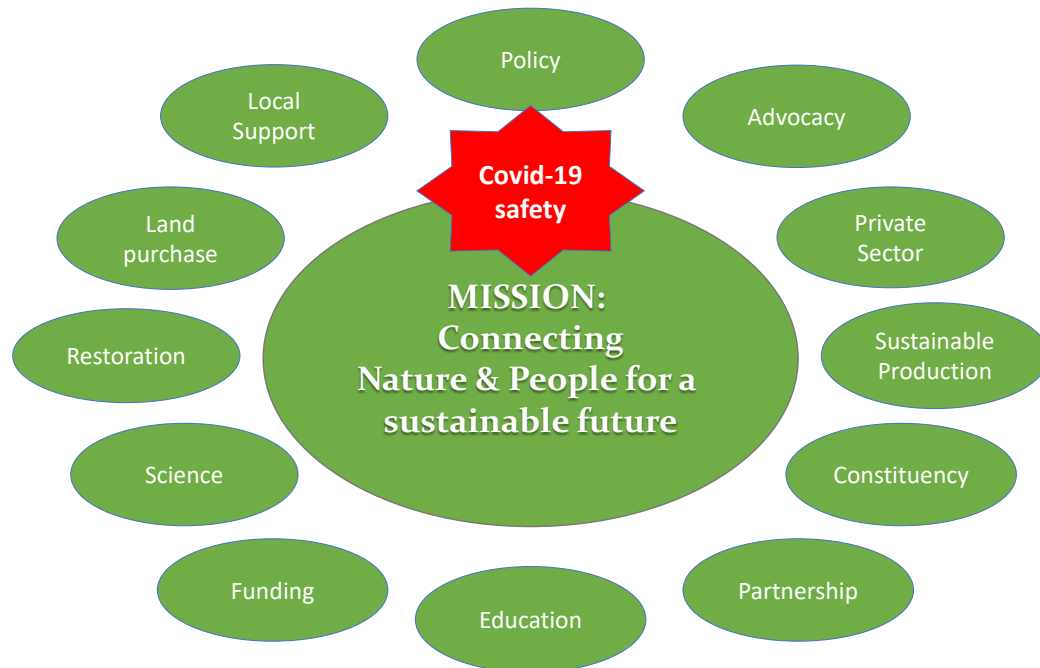 Policy
Local
Support
Advocacy
Covid-19
safety
Land
purchase
Private
Sector
MISSION:
Connecting
Nature & People for a
sustainable future
Restoration
Sustainable
Production
Science
Constituency
Funding
Partnership
Education